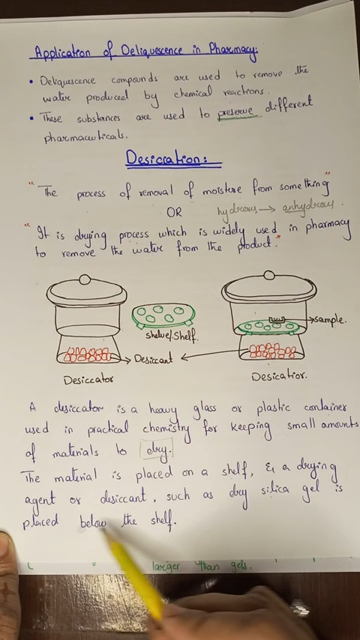 Application of Deliquescence in Pharmacy:
• Deliquescence compounds are used to remove the
water produced by chemical reactions.
• These substances are used to preserve different
pharmaceuticals.
Desiccation:
"The process of removal of moisture from something"
OR hydrous → anhydrous
"It is drying process which is widely used in pharmacy
to remove the water from the product."
shelve/shelf.
sample.
Desiccant
Desiccator
Desicatior.
A desiccator is a heavy glass or plastic container
used in practical chemistry for keeping small amounts
of materials to dry.
The material is placed on a shelf, & a drying
agent or desiccant, such as dry silica gel is
placed below the shelf.
larger than gels.